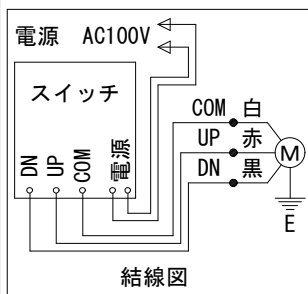 電源 AC100V
スイッチ
DN UP COM 電源
COM 白
UP 赤
DN 黒
M
E
結線図